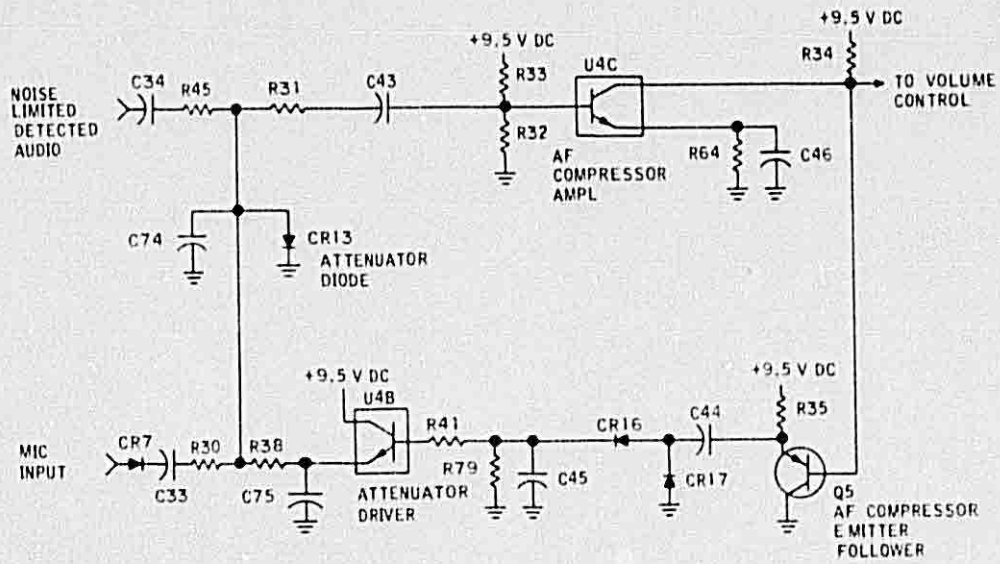 +9.5 V DC
R34
+9.5 V DC
U4C
R33
C34
R45
R31
C43
TO VOLUME
CONTROL
NOISE
LIMITED
DETECTED
AUDIO
R32
R64
C46
AF
COMPRESSOR
AMPL
C74
CR13
ATTENUATOR
DIODE
+9.5 V DC
U4B
+9.5 V DC
R35
C44
R41
CR16
MIC
INPUT
CR7
R30
R38
R79
C45
CR17
C33
C75
ATTENUATOR
DRIVER
Q5
AF COMPRESSOR
EMITTER
FOLLOWER